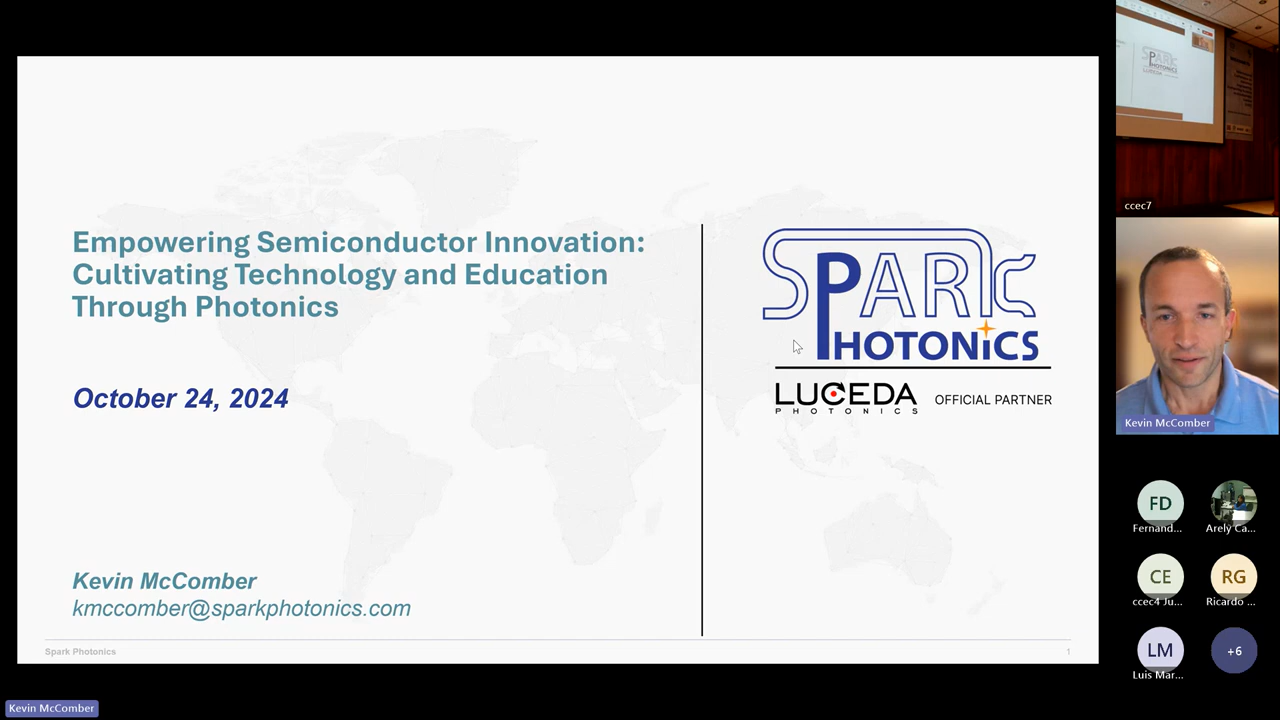 Empowering Semiconductor Innovation:
Cultivating Technology and Education
Through Photonics
October 24, 2024
Kevin McComber
kmccomber@sparkphotonics.com
Spark Photonics
1
SPARK
PHOTONICS
LUCEDA
PHOTONICS
OFFICIAL PARTNER
ccec7
Kevin McComber
FD
Fernand...
Arely Ca...
CE
ccec4 Ju...
RG
Ricardo ...
LM
Luis Mar...
+6
Kevin McComber